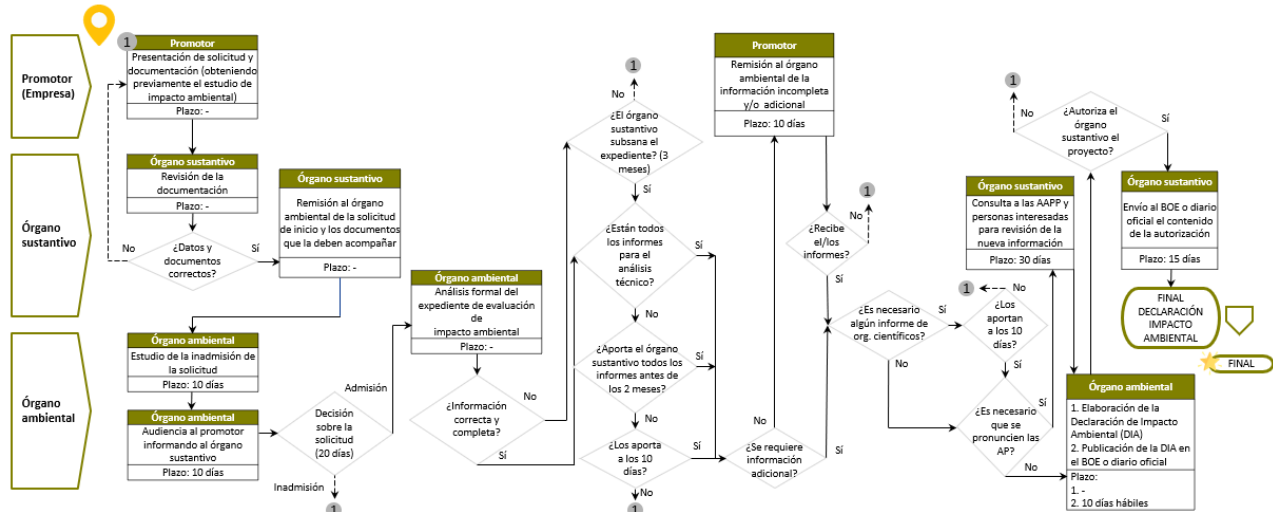 Promotor
(Empresa)
Órgano
sustantivo
Órgano
ambiental
1
Promotor
Presentación de solicitud y
documentación (obteniendo
previamente el estudio de
impacto ambiental)
Plazo: -
Órgano sustantivo
Revisión de la
documentación
Plazo: -
¿Datos y
documentos
correctos?
No
Sí
Órgano sustantivo
Remisión al órgano
ambiental de la solicitud
de inicio y los documentos
que la deben acompañar
Plazo: -
Órgano ambiental
Estudio de la inadmisión de
la solicitud
Plazo: 10 días
Órgano ambiental
Audiencia al promotor
informando al órgano
sustantivo
Plazo: 10 días
Decisión
sobre la
solicitud
(20 días)
Admisión
Inadmisión
1
Órgano ambiental
Análisis formal del
expediente de evaluación
de
impacto ambiental
Plazo: -
¿Información
correcta y
completa?
No
Sí
1
No
¿El órgano
sustantivo
subsana el
expediente? (3
meses)
Sí
¿Están todos
los informes
para el
análisis
técnico?
Sí
No
¿Aporta el órgano
sustantivo todos los
informes antes de
los 2 meses?
Sí
No
¿Los aporta
a los 10
días?
Sí
No
1
Promotor
Remisión al órgano
ambiental de la
información incompleta
y/o  adicional
Plazo: 10 días
No
¿Se requiere
información
adicional?
Sí
¿Recibe
el/los
informes?
No
1
Sí
¿Es necesario
algún informe de
org. científicos?
Sí
No
¿Los
aportan
a los 10
días?
No
1
Sí
¿Es necesario
que se
pronuncien las
AP?
Sí
No
Órgano sustantivo
Consulta a las AAPP y
personas interesadas
para revisión de la
nueva información
Plazo: 30 días
Órgano ambiental
1. Elaboración de la
Declaración de Impacto
Ambiental (DIA)
2. Publicación de la DIA en
el BOE o diario oficial
Plazo:
1. -
2. 10 días hábiles
¿Autoriza el
órgano
sustantivo el
proyecto?
No
1
Sí
Órgano sustantivo
Envío al BOE o diario
oficial el contenido
de la autorización
Plazo: 15 días
FINAL
DECLARACIÓN
IMPACTO
AMBIENTAL
FINAL